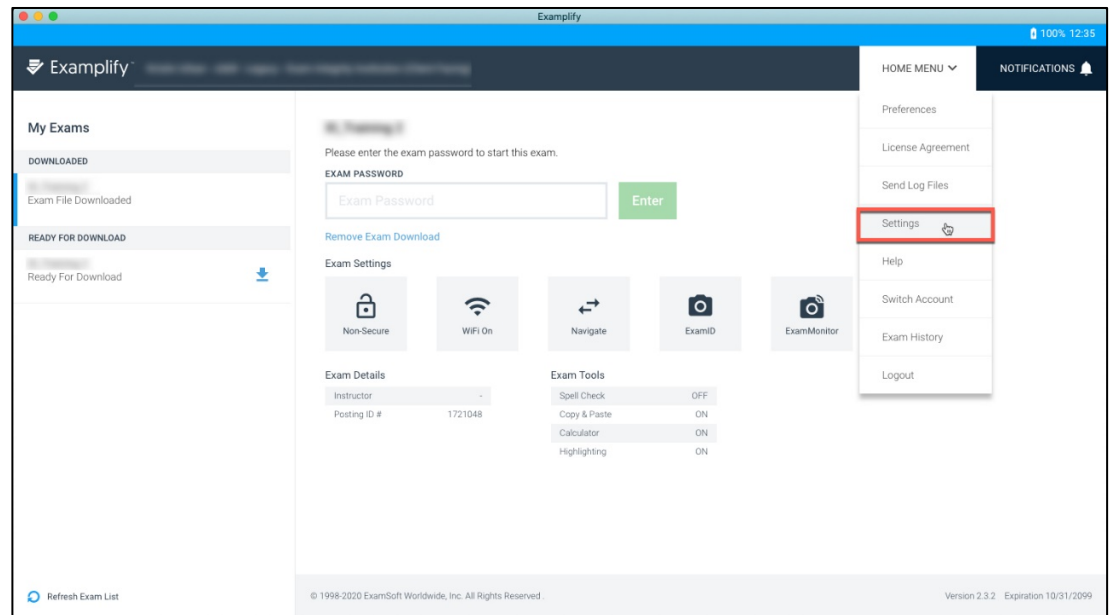 Examplify
100% 12:35
Examplify
HOME MENU
NOTIFICATIONS
My Exams
DOWNLOADED
Exam File Downloaded
READY FOR DOWNLOAD
Ready For Download
Refresh Exam List
Please enter the exam password to start this exam.
EXAM PASSWORD
Exam Password
Enter
Remove Exam Download
Exam Settings
Non-Secure
WiFi On
Navigate
ExamID
ExamMonitor
Exam Details
Instructor -
Posting ID # 1721048
Exam Tools
Spell Check OFF
Copy & Paste ON
Calculator ON
Highlighting ON
Preferences
License Agreement
Send Log Files
Settings
Help
Switch Account
Exam History
Logout
© 1998-2020 ExamSoft Worldwide, Inc. All Rights Reserved.
Version 2.3.2 Expiration 10/31/2099